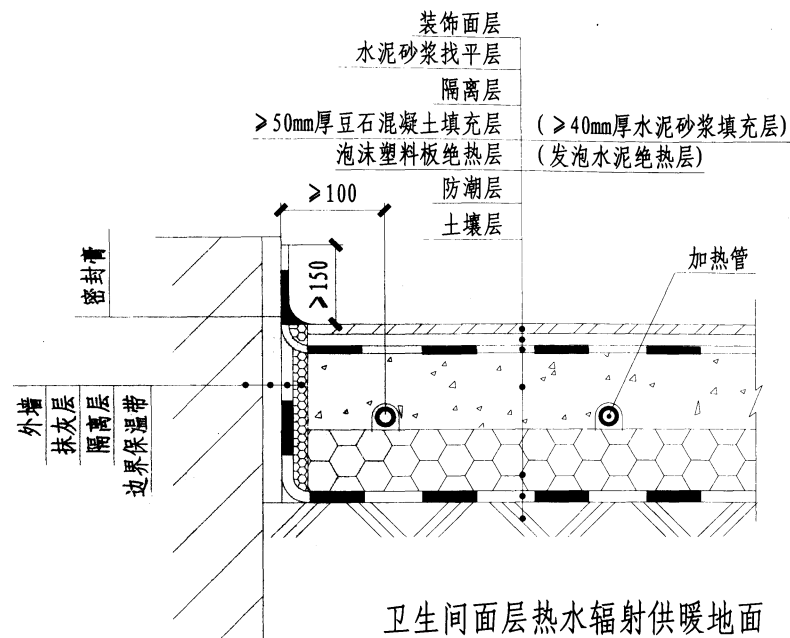 装饰面层
水泥砂浆找平层
隔离层
≥50mm厚豆石混凝土填充层 (≥40mm厚水泥砂浆填充层)
泡沫塑料板绝热层 (发泡水泥绝热层)
防潮层
土壤层
≥100
≥150
加热管
密封膏
外墙
抹灰层
隔离层
边界保温带
卫生间面层热水辐射供暖地面